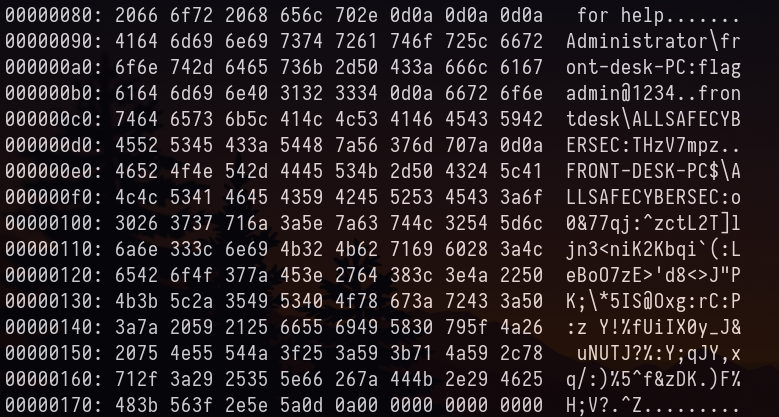 00000080: 2066 6f72 2068 656c 702e 0d0a 0d0a 0d0a   for help.......
00000090: 4164 6d69 6e69 7374 7261 746f 725c 6672  Administrator\fr
000000a0: 6f6e 742d 6465 736b 2d50 433a 666c 6167  ont-desk-PC:flag
000000b0: 6164 6d69 6e40 3132 3334 0d0a 6672 6f6e  admin@1234..fron
000000c0: 7464 6573 6b5c 414c 4c53 4146 4543 5942  tdesk\ALLSAFECYB
000000d0: 4552 5345 433a 5448 7a56 376d 707a 0d0a  ERSEC:THzV7mpz..
000000e0: 4652 4f4e 542d 4445 534b 2d50 4324 5c41  FRONT-DESK-PC$\A
000000f0: 4c4c 5341 4645 4359 4245 5253 4543 3a6f  LLSAFECYBERSEC:o
00000100: 3026 3737 716a 3a5e 7a63 744c 3254 5d6c  0&77qj:^zctL2T]l
00000110: 6a6e 333c 6e69 4b32 4b62 7169 6028 3a4c  jn3<niK2Kbqi`(:L
00000120: 6542 6f4f 377a 453e 2764 383c 3e4a 2250  eBoO7zE>'d8<>J"P
00000130: 4b3b 5c2a 3549 5340 4f78 673a 7243 3a50  K;\*5IS@Oxg:rC:P
00000140: 3a7a 2059 2125 6655 6949 5830 795f 4a26  :z Y!%fUiIX0y_J&
00000150: 2075 4e55 544a 3f25 3a59 3b71 4a59 2c78   uNUTJ?%:Y;qJY,x
00000160: 712f 3a29 2535 5e66 267a 444b 2e29 4625  q/:)%5^f&zDK.)F%
00000170: 483b 563f 2e5e 5a0d 0a00 0000 0000 0000  H;V?.^Z.........